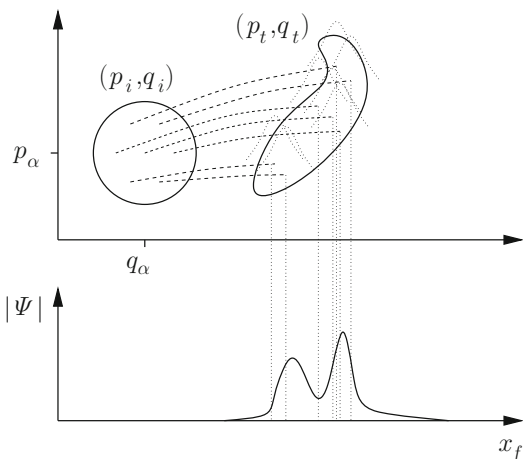 (p_t,q_t)
(p_i,q_i)
p_α
q_α
|Ψ|
x_f